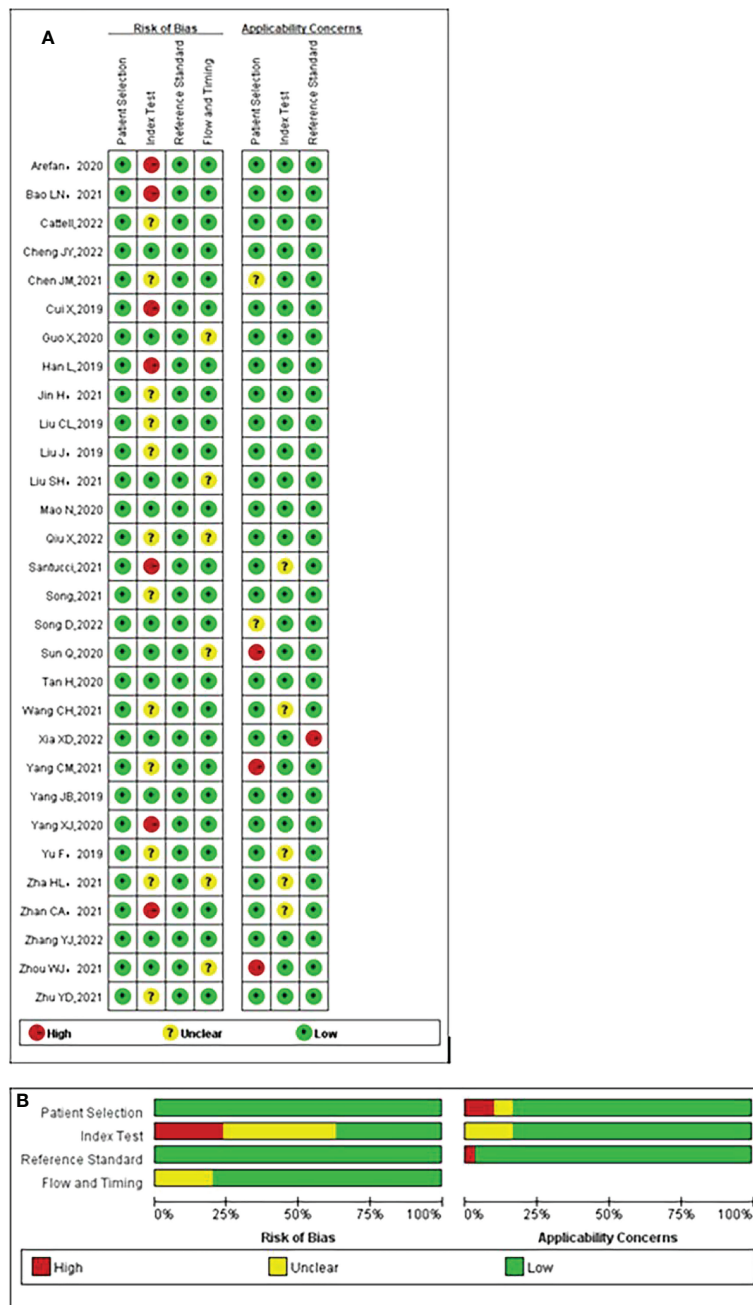 A
Risk of Bias Applicability Concerns
Patient Selection Index Test Reference Standard Flow and Timing Patient Selection Index Test Reference Standard
Arefan，2020
Bao LN，2021
Cattell,2022 ?
Cheng JY,2022
Chen JM,2021 ? ?
Cui X,2019
Guo X,2020 ?
Han L,2019
Jin H，2021 ?
Liu CL,2019 ?
Liu J，2019 ?
Liu SH，2021 ?
Mao N,2020
Qiu X,2022 ? ?
Santucci,2021 ?
Song,2021 ?
Song D,2022 ?
Sun Q,2020 ?
Tan H,2020
Wang CH,2021 ? ?
Xia XD,2022
Yang CM,2021 ?
Yang JB,2019
Yang XJ,2020
Yu F，2019 ? ?
Zha HL，2021 ? ? ?
Zhan CA，2021 ?
Zhang YJ,2022
Zhou WJ，2021 ?
Zhu YD,2021 ?
High ? Unclear Low
B
Patient Selection
Index Test
Reference Standard
Flow and Timing
0% 25% 50% 75% 100% 0% 25% 50% 75% 100%
Risk of Bias Applicability Concerns
High Unclear Low